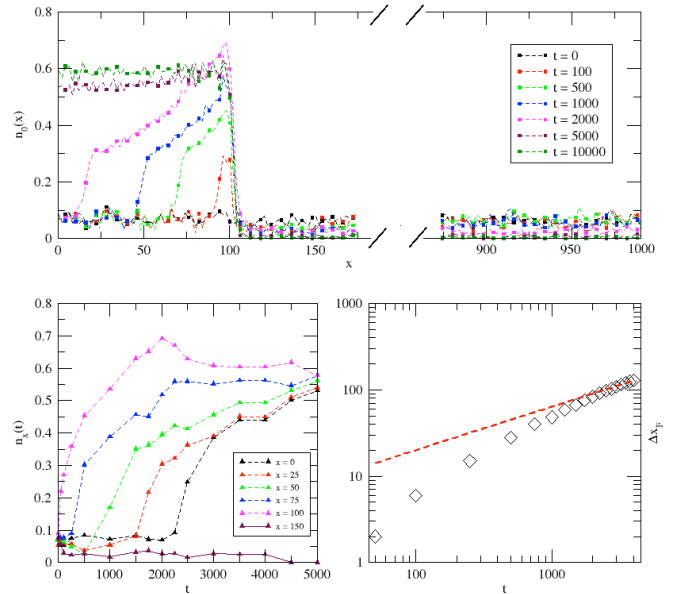 0.8
0.6
0.4
0.2
0
n₀(x)
0 50 100 150 900 950 1000
x
t = 0
t = 100
t = 500
t = 1000
t = 2000
t = 5000
t = 10000
0.8
0.7
0.6
0.5
0.4
0.3
0.2
0.1
0
nₓ(t)
0 1000 2000 3000 4000 5000
t
x = 0
x = 25
x = 50
x = 75
x = 100
x = 150
1000
100
10
1
Δx_F
100 1000
t